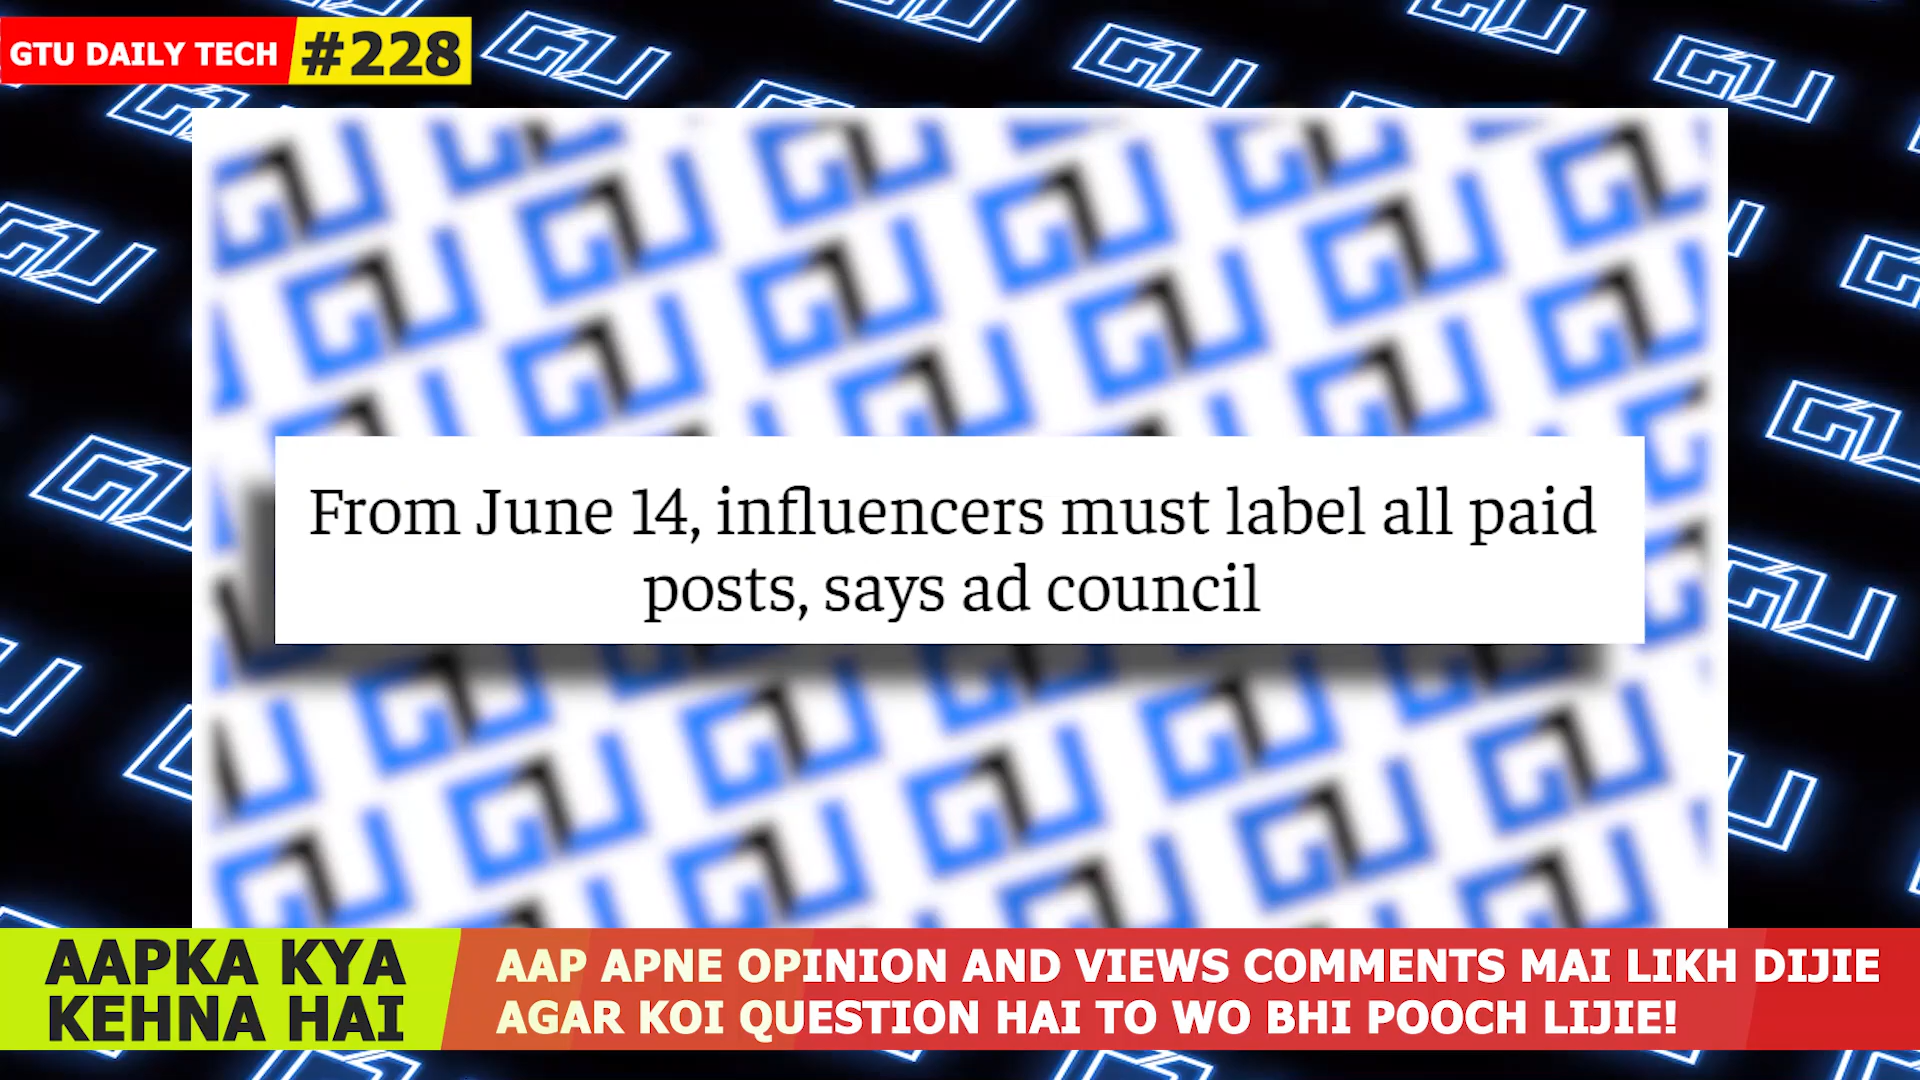 GTU DAILY TECH #228
From June 14, influencers must label all paid
posts, says ad council
AAPKA KYA
KEHNA HAI
AAP APNE OPINION AND VIEWS COMMENTS MAI LIKH DIJIE
AGAR KOI QUESTION HAI TO WO BHI POOCH LIJIE!